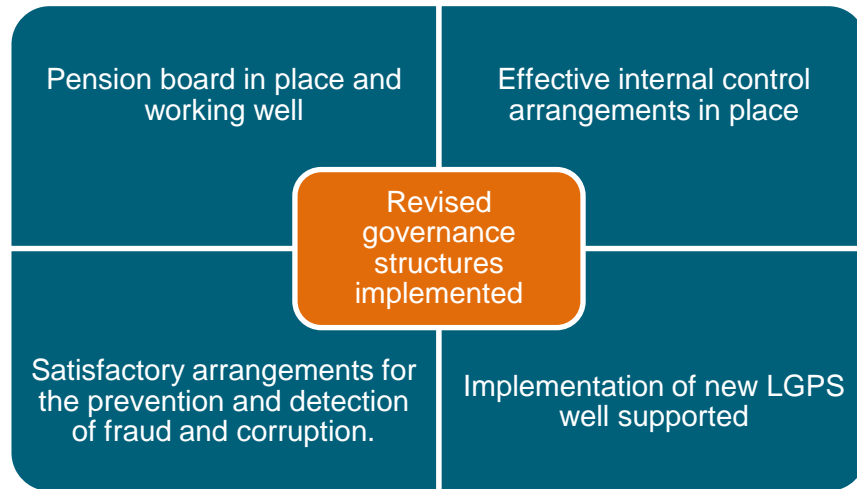 Pension board in place and
working well
Effective internal control
arrangements in place
Revised
governance
structures
implemented
Satisfactory arrangements for
the prevention and detection
of fraud and corruption.
Implementation of new LGPS
well supported